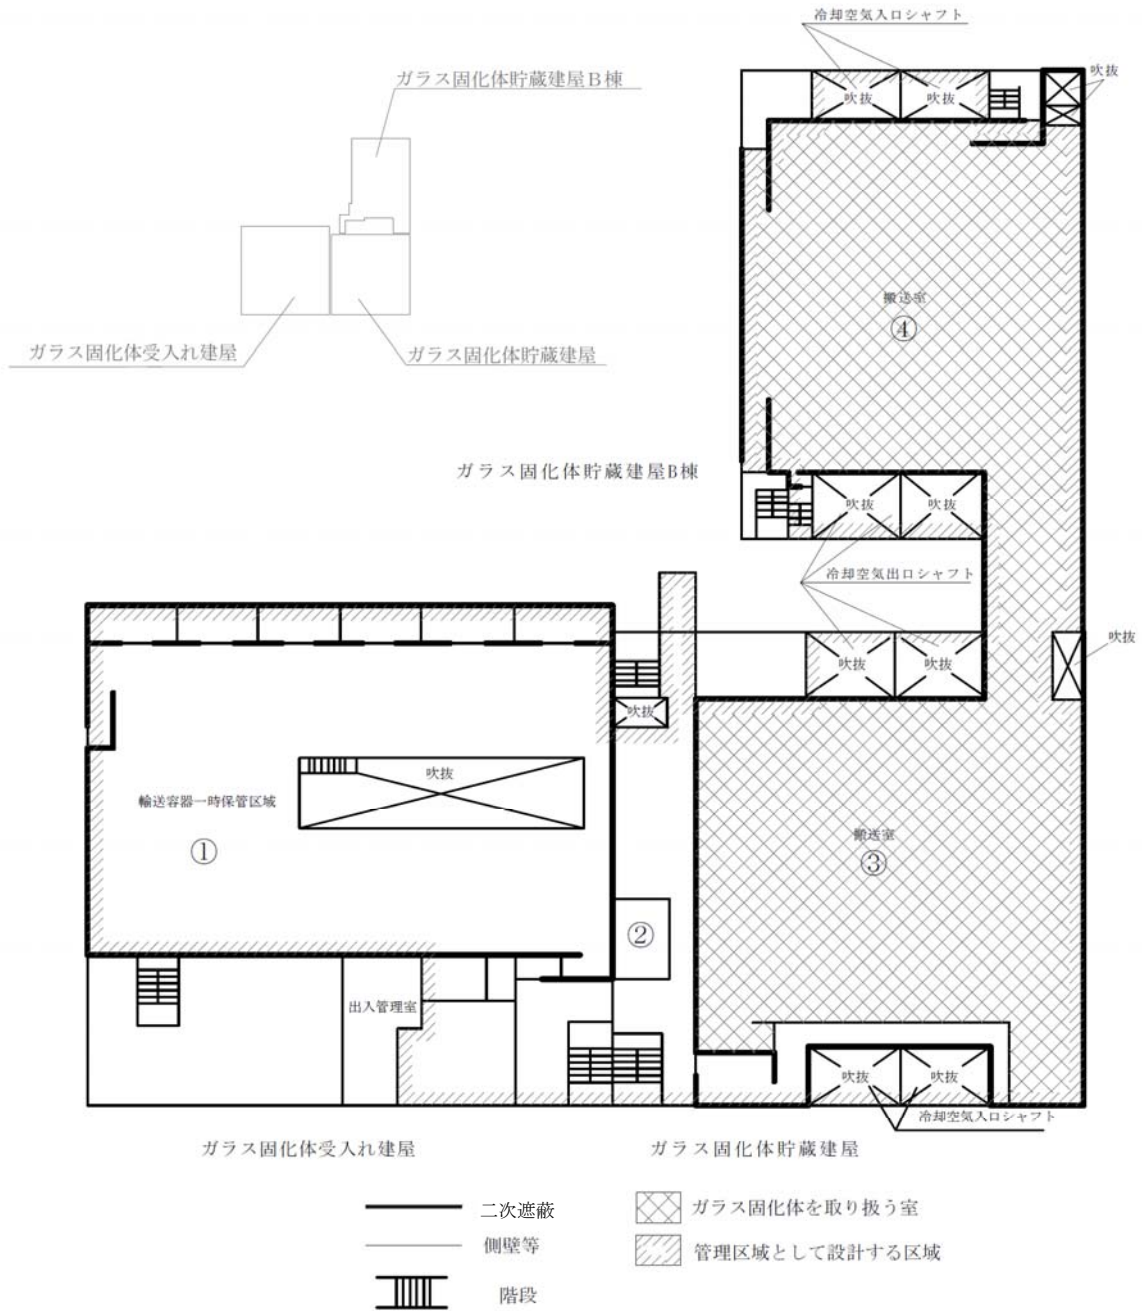 冷却空気入口シャフト
ガラス固化体貯蔵建屋B棟
吹抜
吹抜
吹抜
搬送室
④
ガラス固化体受入れ建屋
ガラス固化体貯蔵建屋
ガラス固化体貯蔵建屋B棟
吹抜
吹抜
冷却空気出口シャフト
吹抜
吹抜
吹抜
吹抜
吹抜
輸送容器一時保管区域
①
搬送室
③
②
出入管理室
吹抜
吹抜
冷却空気入口シャフト
ガラス固化体受入れ建屋
ガラス固化体貯蔵建屋
二次遮蔽
ガラス固化体を取り扱う室
側壁等
管理区域として設計する区域
階段